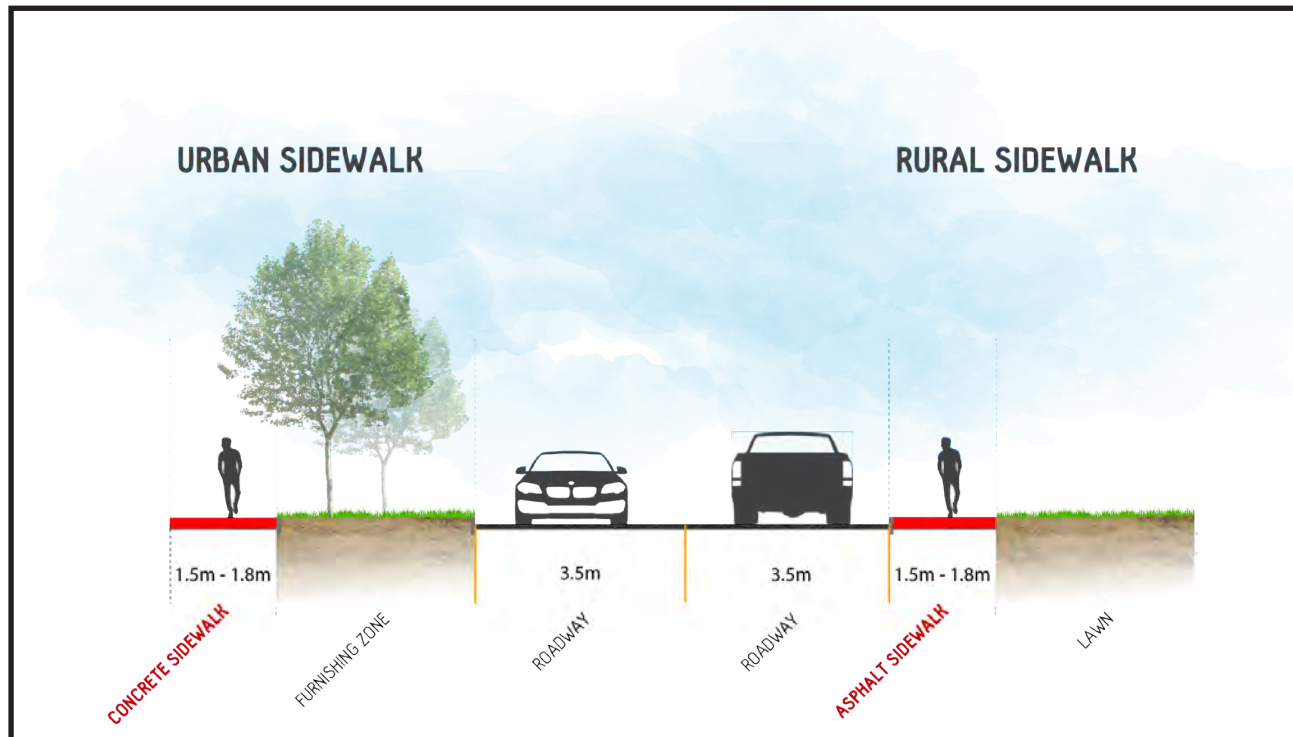 URBAN SIDEWALK
RURAL SIDEWALK
1.5m - 1.8m
3.5m
3.5m
1.5m - 1.8m
CONCRETE SIDEWALK
FURNISHING ZONE
ROADWAY
ROADWAY
ASPHALT SIDEWALK
LAWN